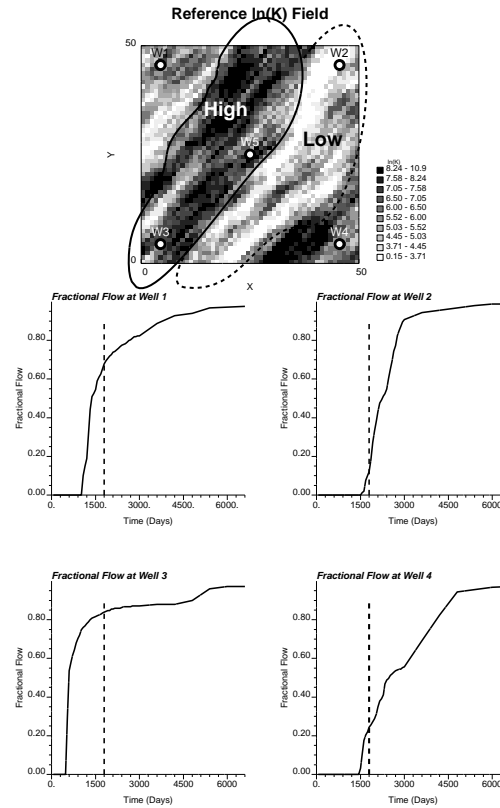 Reference ln(K) Field
50
W1
W2
High
Low
Y
W5
W3
W4
0
0
50
X
ln(K)
8.24 - 10.9
7.58 - 8.24
7.05 - 7.58
6.50 - 7.05
6.00 - 6.50
5.52 - 6.00
5.03 - 5.52
4.45 - 5.03
3.71 - 4.45
0.15 - 3.71
Fractional Flow at Well 1
Fractional Flow
0.80
0.60
0.40
0.20
0.00
0.
1500.
3000.
4500.
6000.
Time (Days)
Fractional Flow at Well 2
Fractional Flow
0.80
0.60
0.40
0.20
0.00
0.
1500.
3000.
4500.
6000.
Time (Days)
Fractional Flow at Well 3
Fractional Flow
0.80
0.60
0.40
0.20
0.00
0.
1500.
3000.
4500.
6000.
Time (Days)
Fractional Flow at Well 4
Fractional Flow
0.80
0.60
0.40
0.20
0.00
0.
1500.
3000.
4500.
6000.
Time (Days)